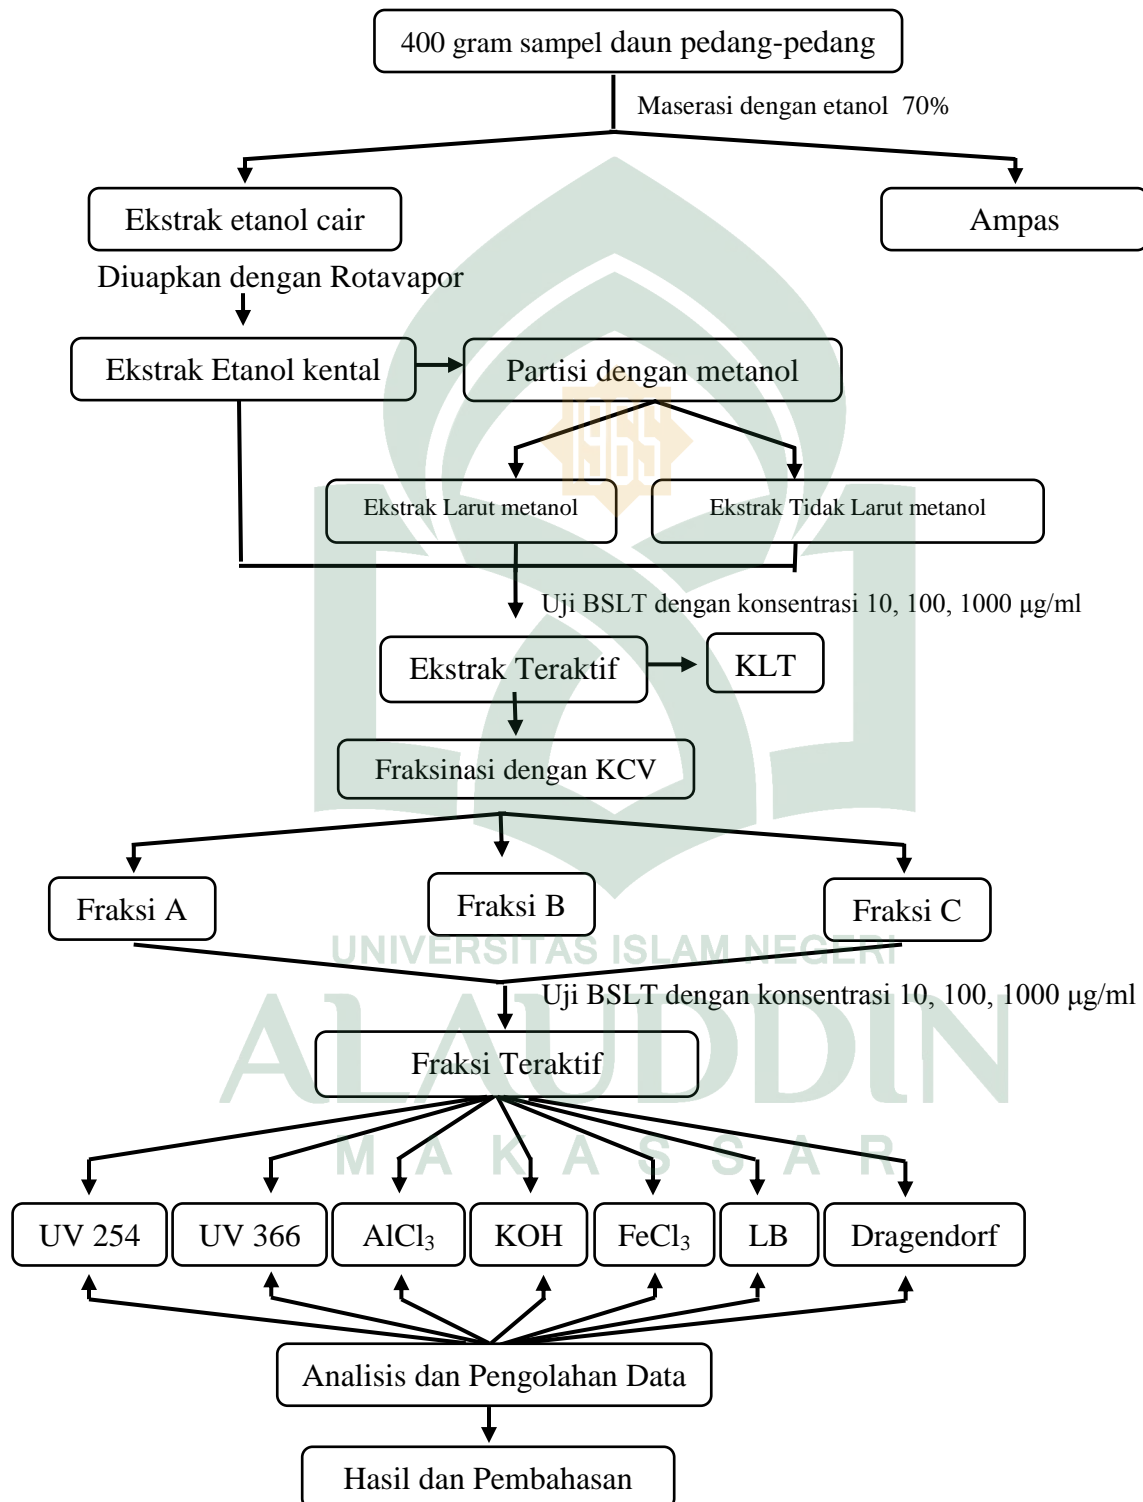 400 gram sampel daun pedang-pedang
Maserasi dengan etanol 70%
Ekstrak etanol cair
Ampas
Diuapkan dengan Rotavapor
Ekstrak Etanol kental
Partisi dengan metanol
1965
Ekstrak Larut metanol
Ekstrak Tidak Larut metanol
Uji BSLT dengan konsentrasi 10, 100, 1000 µg/ml
Ekstrak Teraktif
KLT
Fraksinasi dengan KCV
Fraksi A
Fraksi B
Fraksi C
UNIVERSITAS ISLAM NEGERI
Uji BSLT dengan konsentrasi 10, 100, 1000 µg/ml
ALAUDDIN
Fraksi Teraktif
MAKASSAR
UV 254
UV 366
AlCl₃
KOH
FeCl₃
LB
Dragendorf
Analisis dan Pengolahan Data
Hasil dan Pembahasan